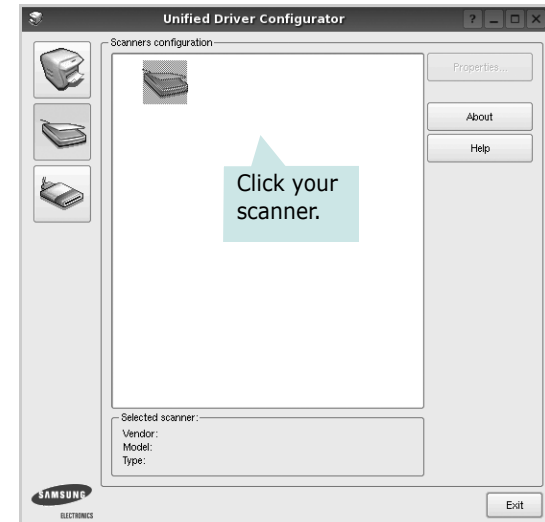 Unified Driver Configurator
Scanners configuration
Properties...
About
Help
Click your
scanner.
Selected scanner:
Vendor:
Model:
Type:
SAMSUNG
ELECTRONICS
Exit